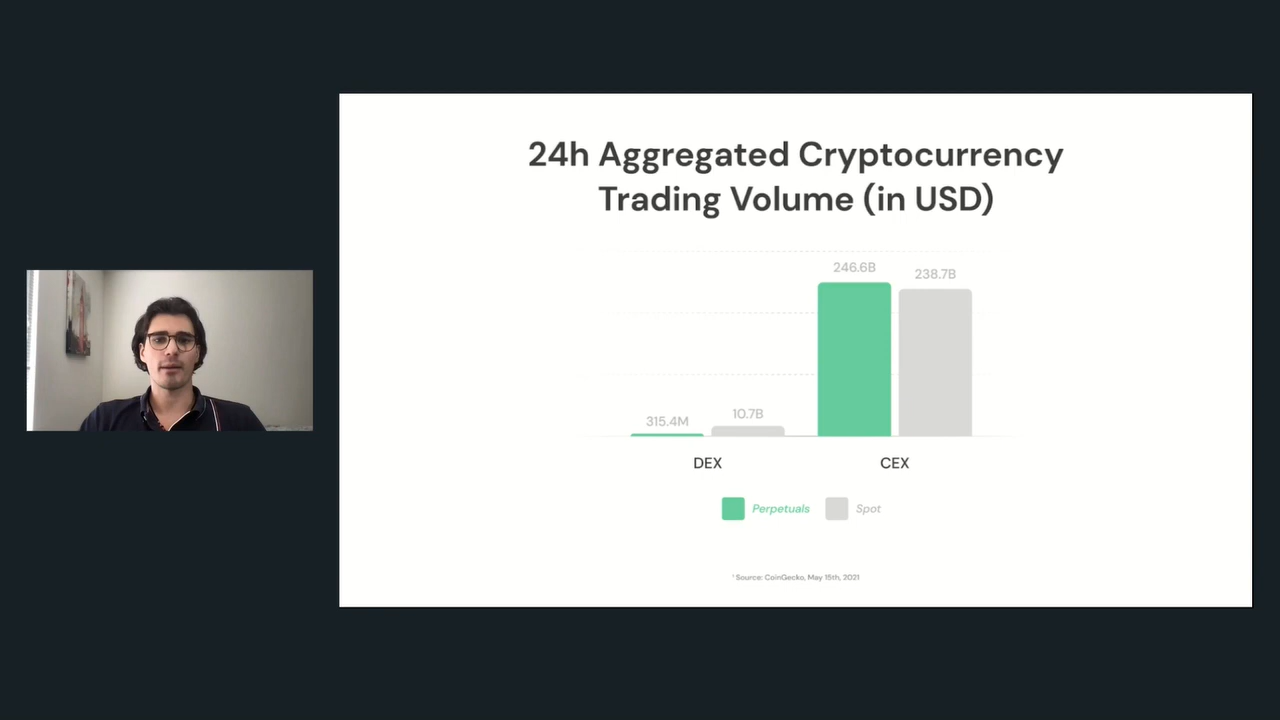 24h Aggregated Cryptocurrency
Trading Volume (in USD)
246.6B
238.7B
315.4M
10.7B
DEX
CEX
Perpetuals
Spot
¹ Source: CoinGecko, May 15th, 2021